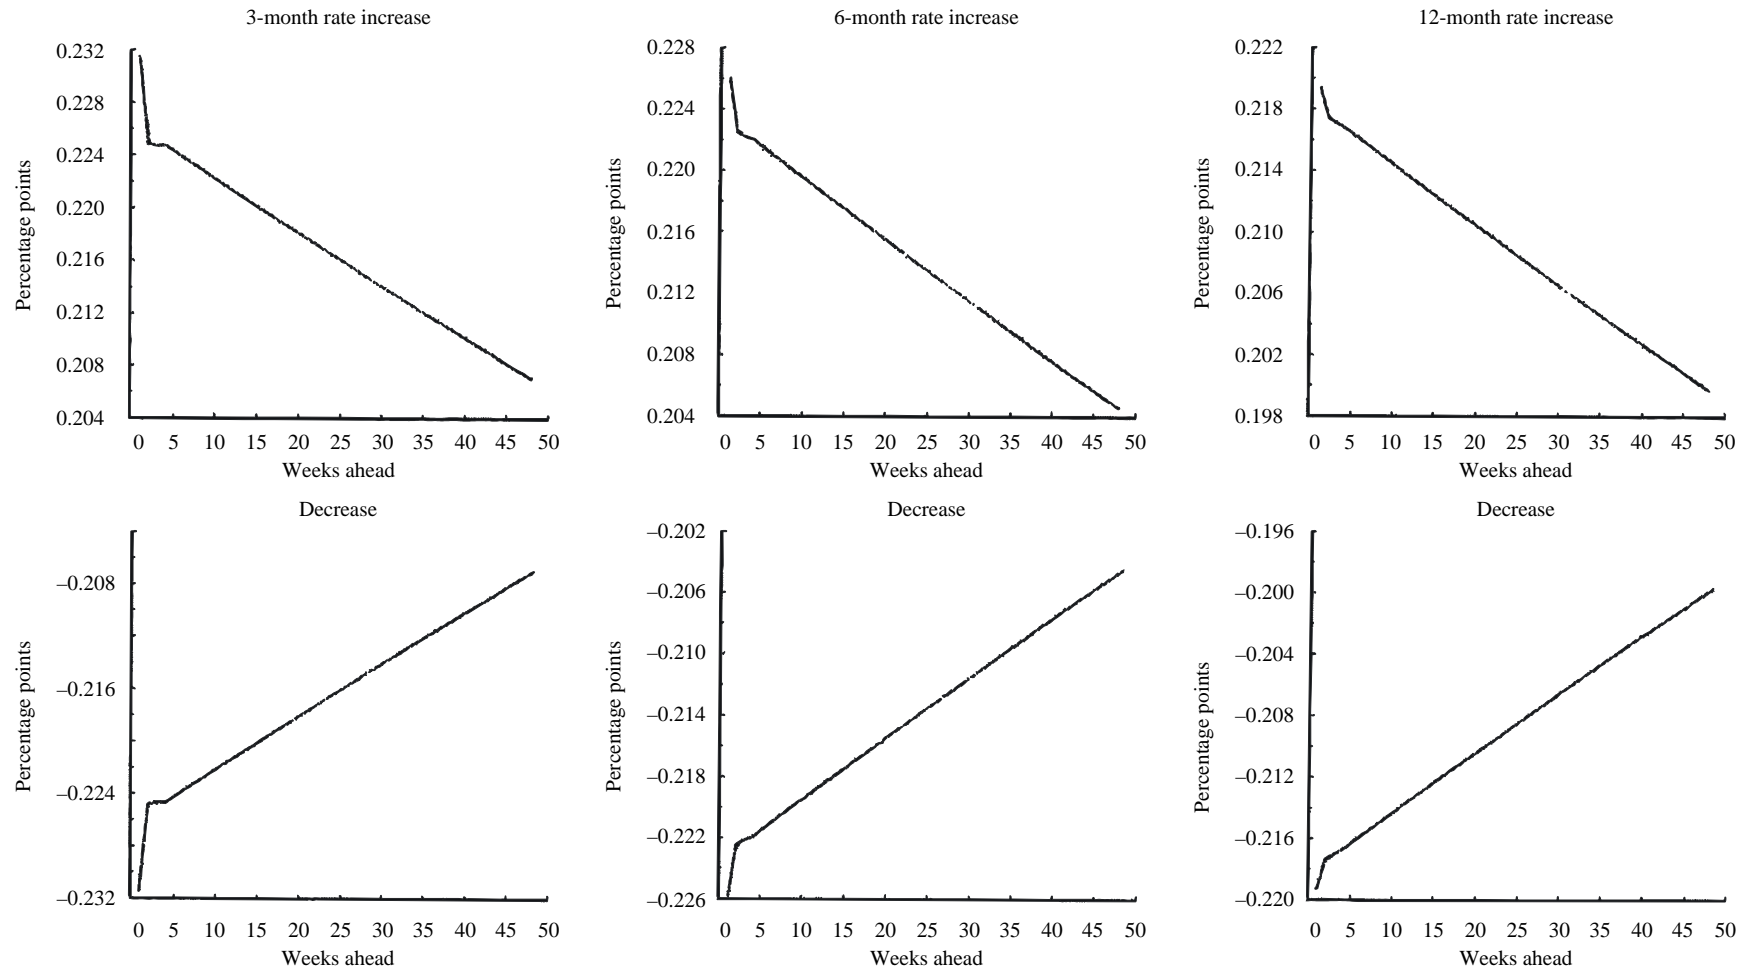 3-month rate increase
Percentage points
0.232
0.228
0.224
0.220
0.216
0.212
0.208
0.204
0 5 10 15 20 25 30 35 40 45 50
Weeks ahead
6-month rate increase
Percentage points
0.228
0.224
0.220
0.216
0.212
0.208
0.204
0 5 10 15 20 25 30 35 40 45 50
Weeks ahead
12-month rate increase
Percentage points
0.222
0.218
0.214
0.210
0.206
0.202
0.198
0 5 10 15 20 25 30 35 40 45 50
Weeks ahead
Decrease
Percentage points
–0.208
–0.216
–0.224
–0.232
0 5 10 15 20 25 30 35 40 45 50
Weeks ahead
Decrease
Percentage points
–0.202
–0.206
–0.210
–0.214
–0.218
–0.222
–0.226
0 5 10 15 20 25 30 35 40 45 50
Weeks ahead
Decrease
Percentage points
–0.196
–0.200
–0.204
–0.208
–0.212
–0.216
–0.220
0 5 10 15 20 25 30 35 40 45 50
Weeks ahead